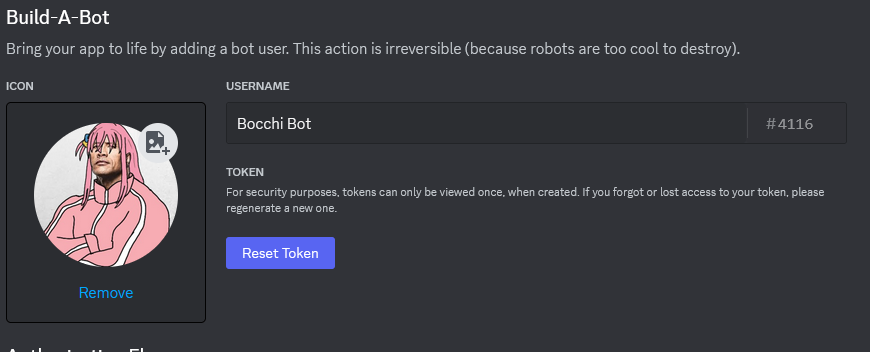 Build-A-Bot
Bring your app to life by adding a bot user. This action is irreversible (because robots are too cool to destroy).
ICON
USERNAME
Bocchi Bot
#4116
TOKEN
For security purposes, tokens can only be viewed once, when created. If you forgot or lost access to your token, please
regenerate a new one.
Reset Token
Remove